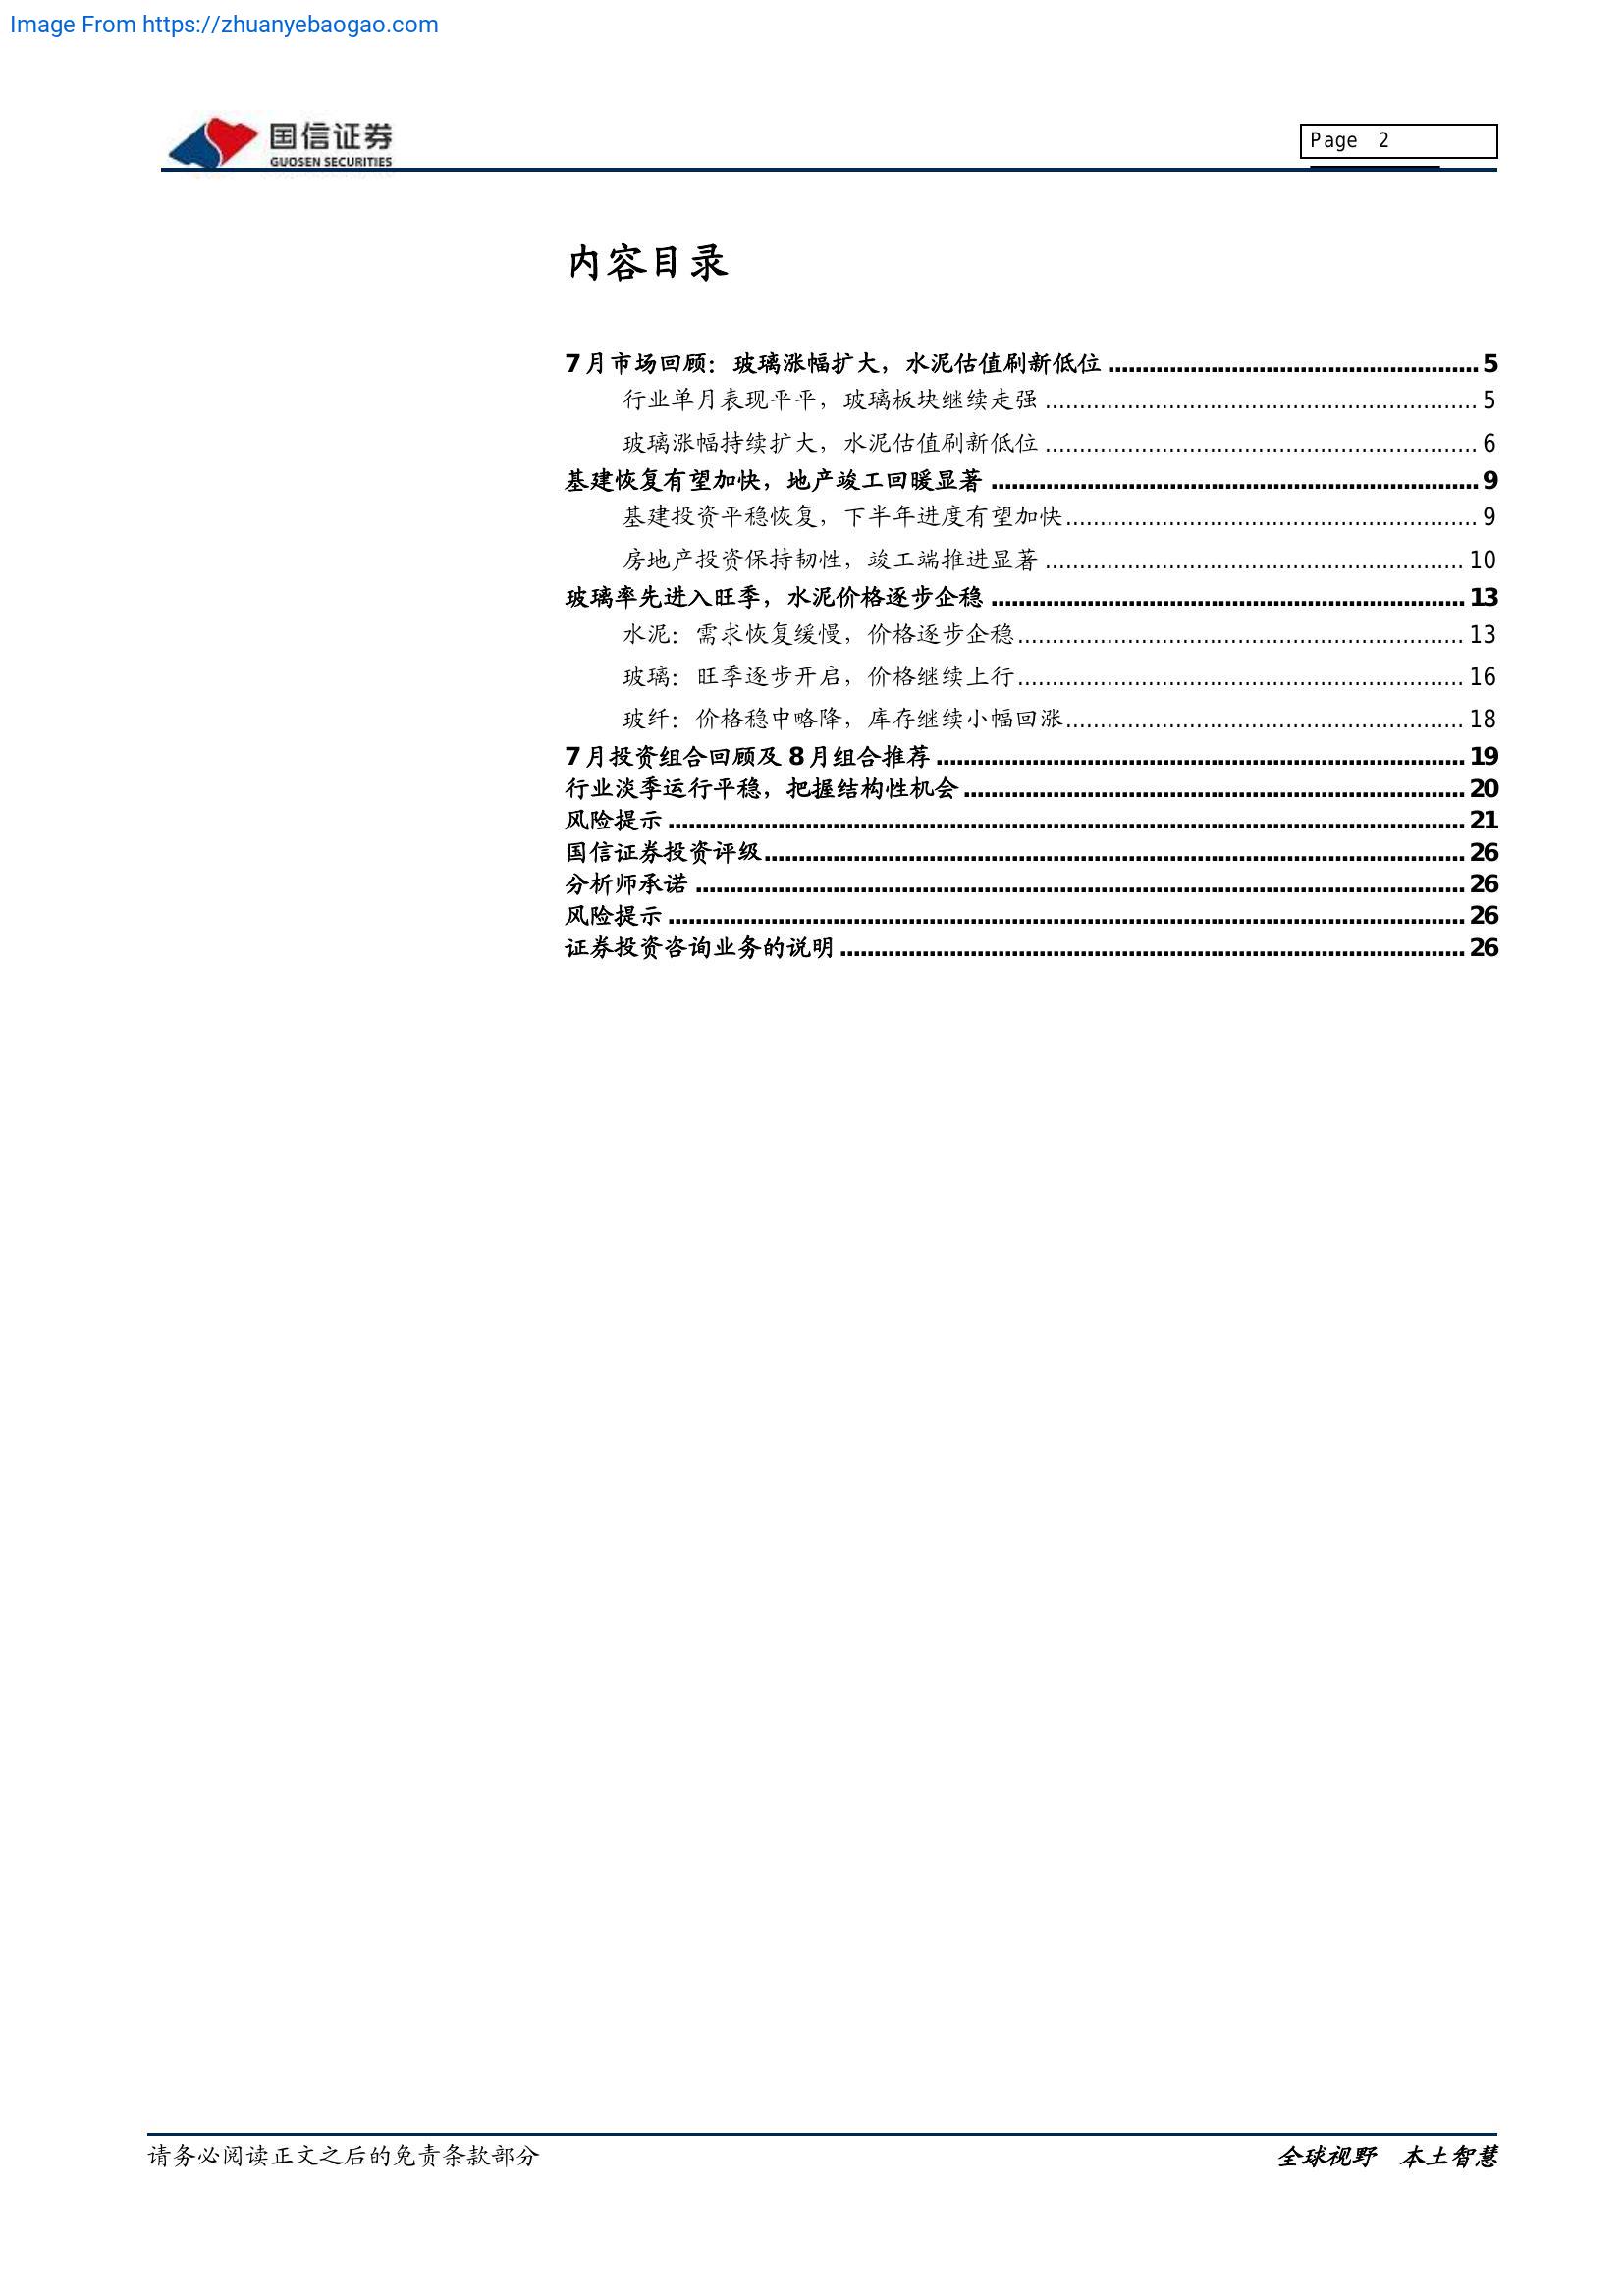 Image From https://zhuanyebaogao.com
国信证券
GUOSEN SECURITIES
Page 2
内容目录
7月市场回顾：玻璃涨幅扩大，水泥估值刷新低位 ........ 5
行业单月表现平平，玻璃板块继续走强 ........ 5
玻璃涨幅持续扩大，水泥估值刷新低位 ........ 6
基建恢复有望加快，地产竣工回暖显著 ........ 9
基建投资平稳恢复，下半年进度有望加快 ........ 9
房地产投资保持韧性，竣工端推进显著 ........ 10
玻璃率先进入旺季，水泥价格逐步企稳 ........ 13
水泥：需求恢复缓慢，价格逐步企稳 ........ 13
玻璃：旺季逐步开启，价格继续上行 ........ 16
玻纤：价格稳中略降，库存继续小幅回涨 ........ 18
7月投资组合回顾及 8月组合推荐 ........ 19
行业淡季运行平稳，把握结构性机会 ........ 20
风险提示 ........ 21
国信证券投资评级 ........ 26
分析师承诺 ........ 26
风险提示 ........ 26
证券投资咨询业务的说明 ........ 26
请务必阅读正文之后的免责条款部分
全球视野 本土智慧